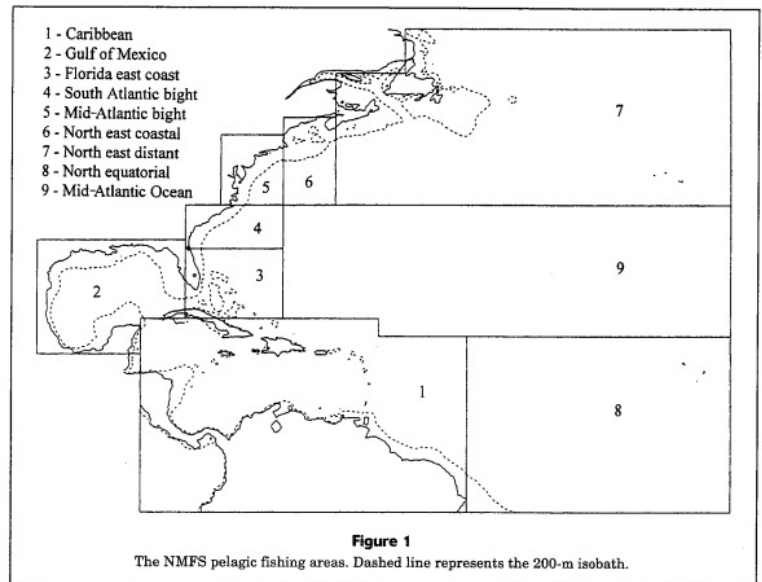 1 - Caribbean
2 - Gulf of Mexico
3 - Florida east coast
4 - South Atlantic bight
5 - Mid-Atlantic bight
6 - North east coastal
7 - North east distant
8 - North equatorial
9 - Mid-Atlantic Ocean
7
5
6
4
3
9
2
1
8
Figure 1
The NMFS pelagic fishing areas. Dashed line represents the 200-m isobath.